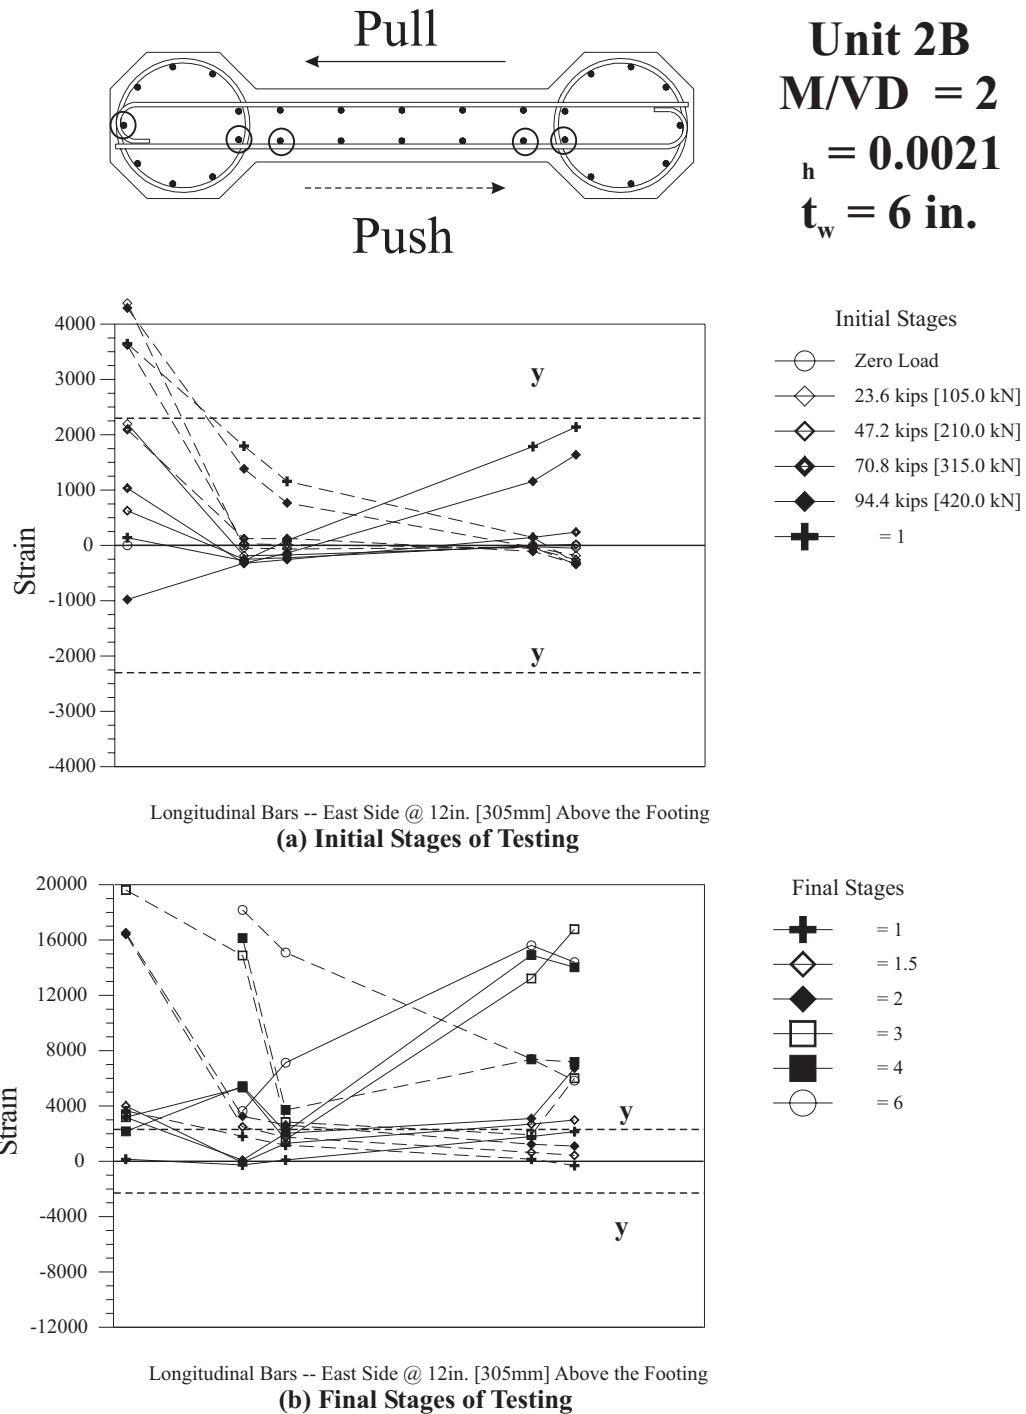 Pull
Push
Unit 2B
M/VD = 2
h = 0.0021
tw = 6 in.
4000
3000
2000
1000
0
-1000
-2000
-3000
-4000
Strain
y
y
Initial Stages
Zero Load
23.6 kips [105.0 kN]
47.2 kips [210.0 kN]
70.8 kips [315.0 kN]
94.4 kips [420.0 kN]
= 1
Longitudinal Bars -- East Side @ 12in. [305mm] Above the Footing
(a) Initial Stages of Testing
20000
16000
12000
8000
4000
0
-4000
-8000
-12000
Strain
y
y
Final Stages
= 1
= 1.5
= 2
= 3
= 4
= 6
Longitudinal Bars -- East Side @ 12in. [305mm] Above the Footing
(b) Final Stages of Testing